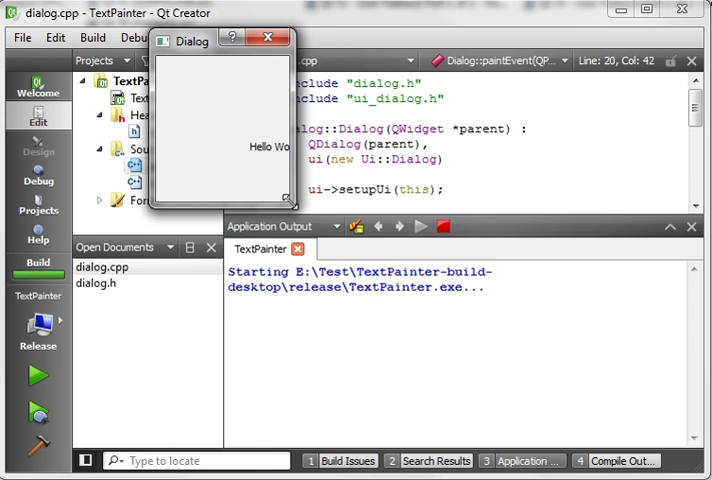 dialog.cpp - TextPainter - Qt Creator
File Edit Build Debu
Dialog
?
Projects
.cpp
Dialog::paintEvent(QP...
Line: 20, Col: 42
Welcome
Edit
Design
Debug
Projects
Help
Build
TextPainter
Release
TextPa
Text
Hea
h
Sou
C++
C++
For
Hello Wo
nclude "dialog.h"
nclude "ui_dialog.h"
alog::Dialog(QWidget *parent) :
QDialog(parent),
ui(new Ui::Dialog)
ui->setupUi(this);
Application Output
TextPainter
Starting E:\Test\TextPainter-build-
desktop\release\TextPainter.exe...
Open Documents
dialog.cpp
dialog.h
Type to locate
1 Build Issues
2 Search Results
3 Application ...
4 Compile Out...